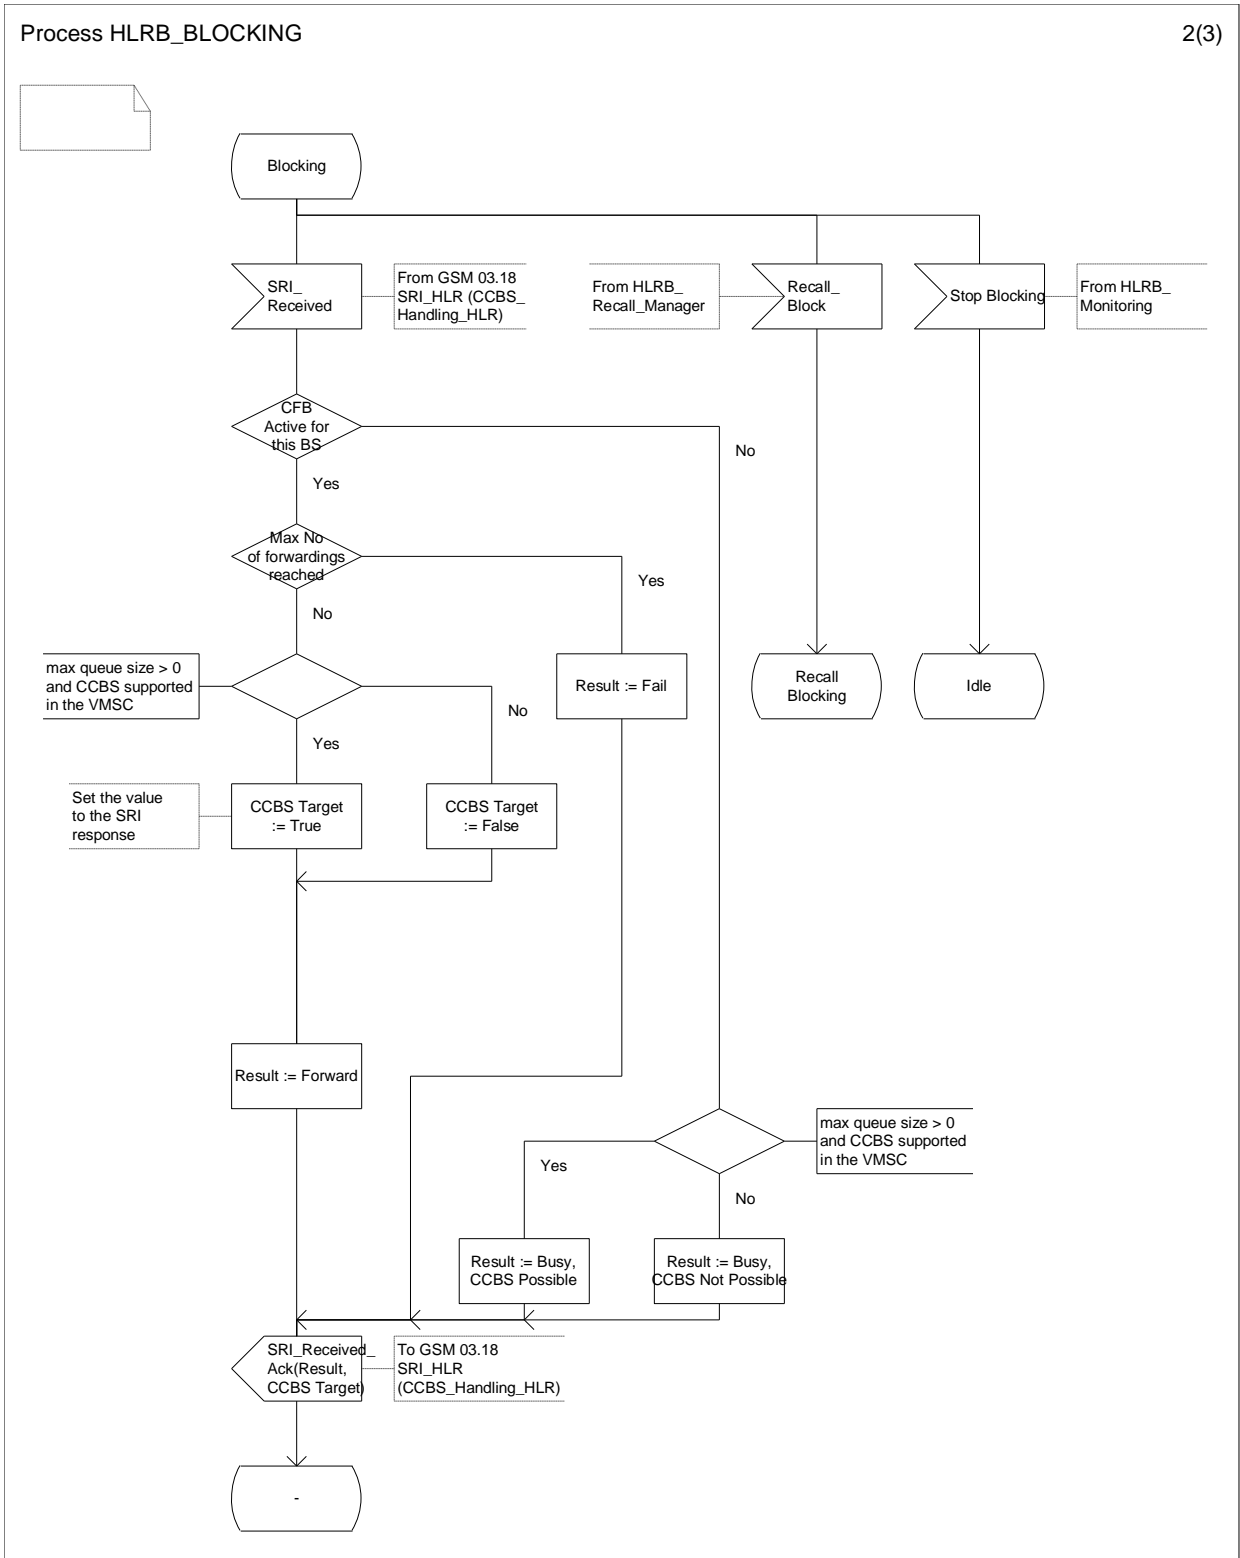 Process HLRB_BLOCKING
2(3)
Blocking
SRI_
Received
From GSM 03.18
SRI_HLR (CCBS_
Handling_HLR)
From HLRB_
Recall_Manager
Recall_
Block
Stop Blocking
From HLRB_
Monitoring
CFB
Active for
this BS
No
Yes
Max No
of forwardings
reached
Yes
No
max queue size > 0
and CCBS supported
in the VMSC
Result := Fail
Recall
Blocking
Idle
No
Yes
Set the value
to the SRI
response
CCBS Target
:= True
CCBS Target
:= False
Result := Forward
max queue size > 0
and CCBS supported
in the VMSC
Yes
No
Result := Busy,
CCBS Possible
Result := Busy,
CCBS Not Possible
SRI_Received_
Ack(Result,
CCBS Target)
To GSM 03.18
SRI_HLR
(CCBS_Handling_HLR)
-